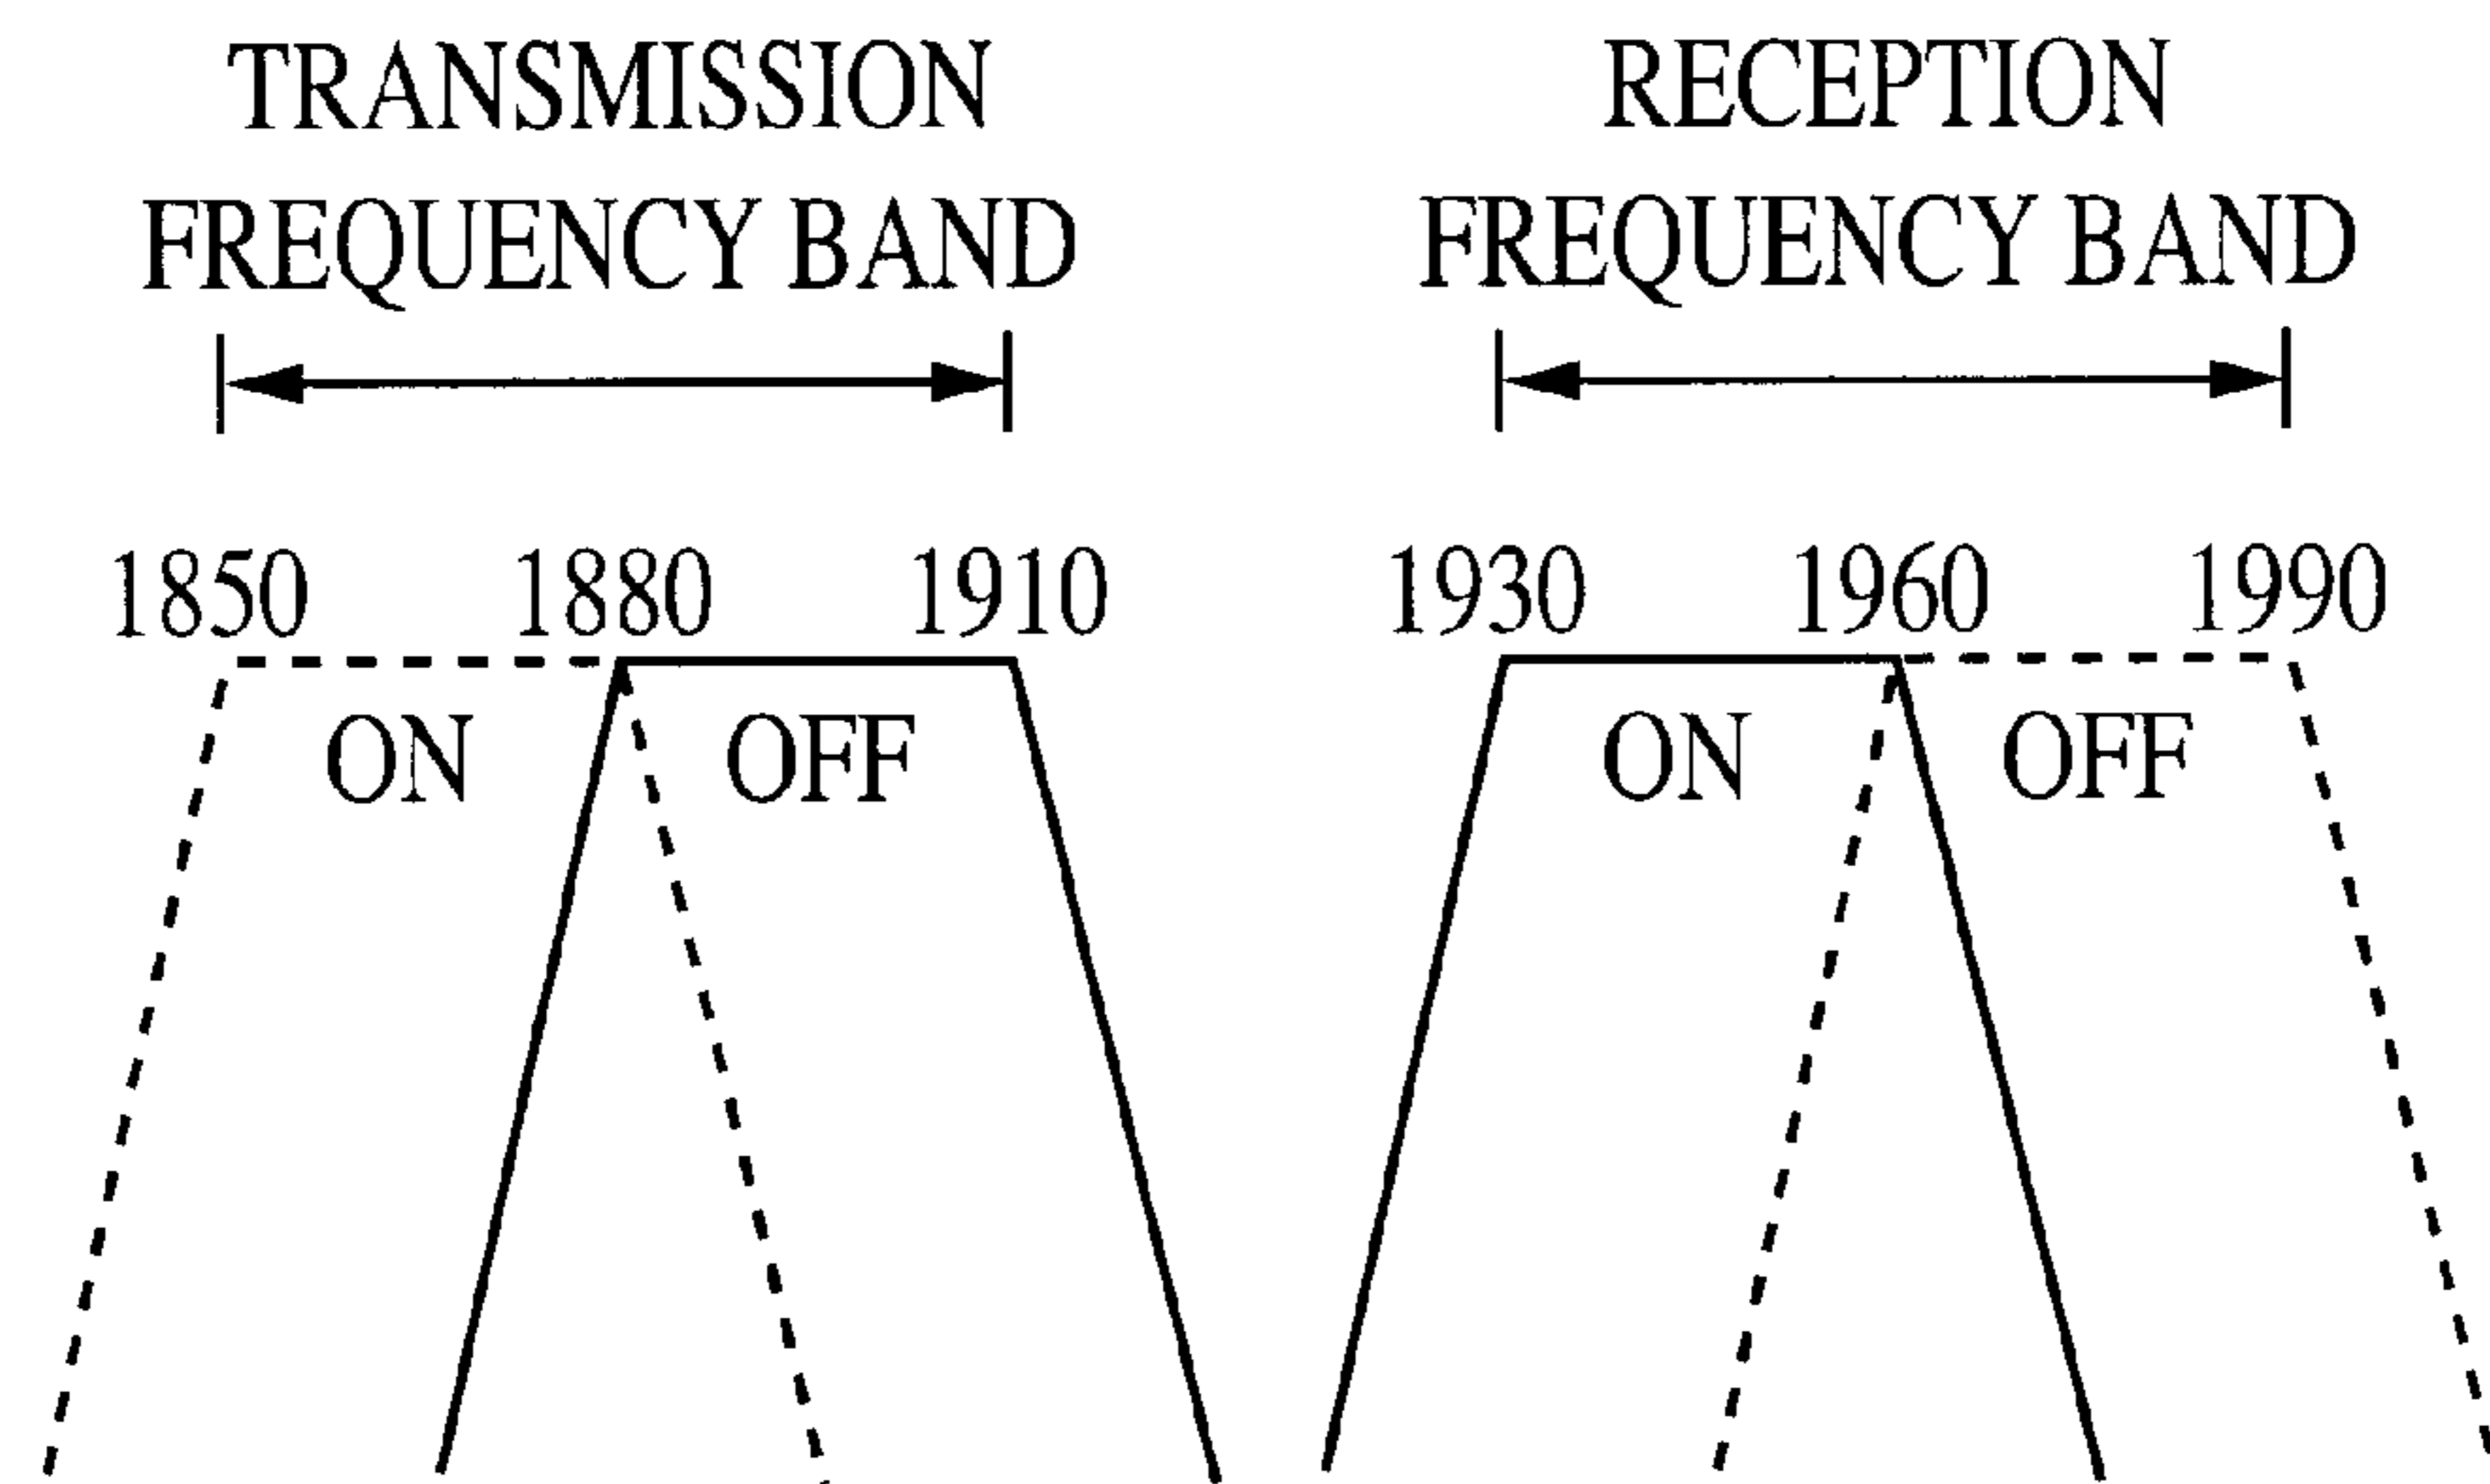 TRANSMISSION
FREQUENCY BAND
RECEPTION
FREQUENCY BAND
1850 1880 1910 1930 1960 1990
ON OFF ON OFF